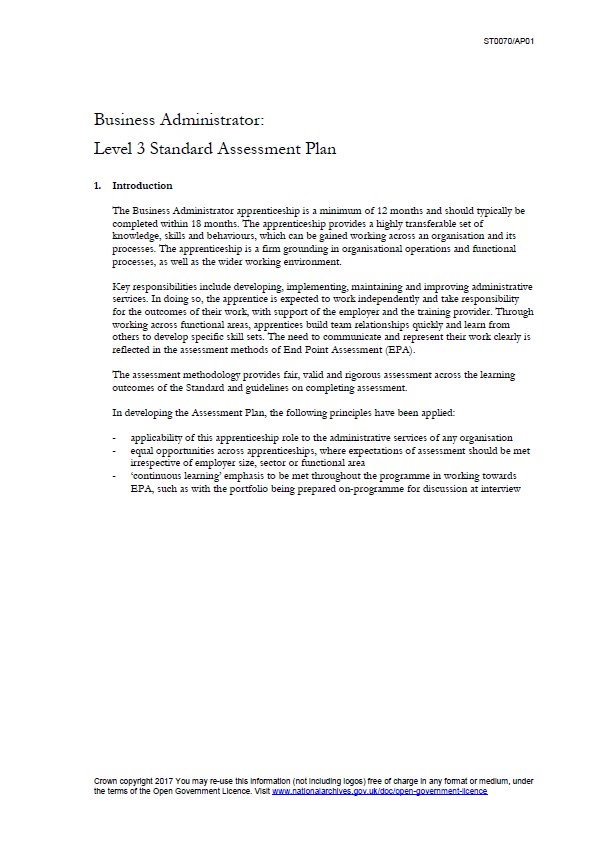 ST0070/AP01
Business Administrator:
Level 3 Standard Assessment Plan
1. Introduction
The Business Administrator apprenticeship is a minimum of 12 months and should typically be
completed within 18 months. The apprenticeship provides a highly transferable set of
knowledge, skills and behaviours, which can be gained working across an organisation and its
processes. The apprenticeship is a firm grounding in organisational operations and functional
processes, as well as the wider working environment.
Key responsibilities include developing, implementing, maintaining and improving administrative
services. In doing so, the apprentice is expected to work independently and take responsibility
for the outcomes of their work, with support of the employer and the training provider. Through
working across functional areas, apprentices build team relationships quickly and learn from
others to develop specific skill sets. The need to communicate and represent their work clearly is
reflected in the assessment methods of End Point Assessment (EPA).
The assessment methodology provides fair, valid and rigorous assessment across the learning
outcomes of the Standard and guidelines on completing assessment.
In developing the Assessment Plan, the following principles have been applied:
- applicability of this apprenticeship role to the administrative services of any organisation
- equal opportunities across apprenticeships, where expectations of assessment should be met
irrespective of employer size, sector or functional area
- ‘continuous learning’ emphasis to be met throughout the programme in working towards
EPA, such as with the portfolio being prepared on-programme for discussion at interview
Crown copyright 2017 You may re-use this information (not including logos) free of charge in any format or medium, under
the terms of the Open Government Licence. Visit www.nationalarchives.gov.uk/doc/open-government-licence